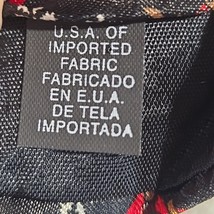 U.S.A. OF
IMPORTED
FABRIC
FABRICADO
EN E.U.A.
DE TELA
IMPORTADA